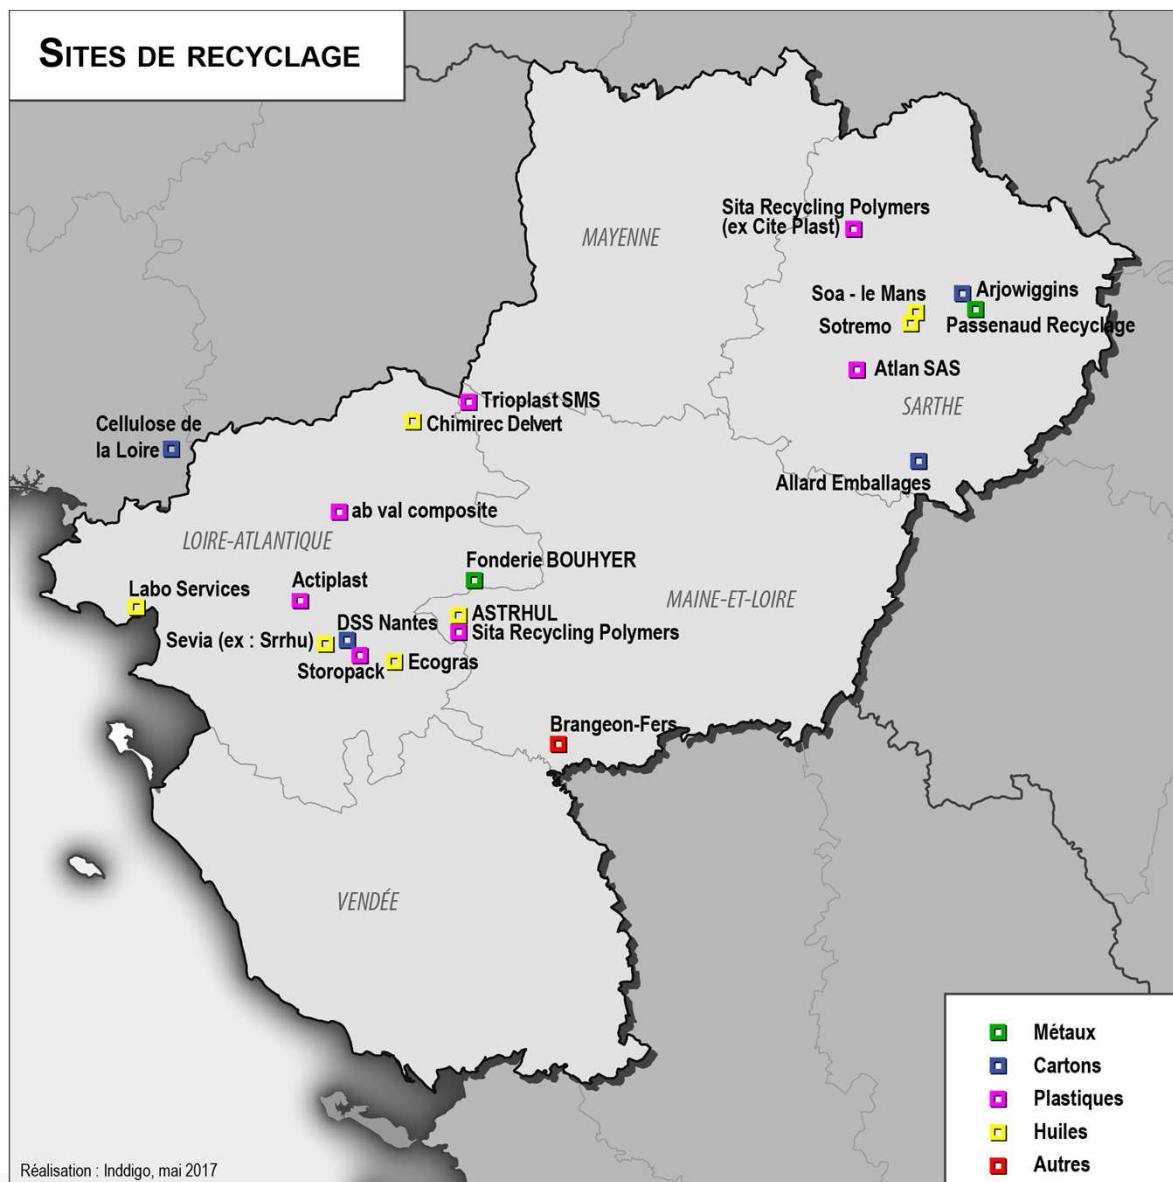 SITES DE RECYCLAGE
MAYENNE
Sita Recycling Polymers
(ex Cite Plast)
Soa - le Mans
Arjowiggins
Sotremo
Passenaud Recyclage
Atlan SAS
SARTHE
Trioplast SMS
Chimirec Delvert
Cellulose de
la Loire
Allard Emballages
ab val composite
LOIRE-ATLANTIQUE
Fonderie BOUHYER
Labo Services
Actiplast
MAINE-ET-LOIRE
DSS Nantes
ASTRHUL
Sevia (ex : Srrhu)
Sita Recycling Polymers
Storopack
Ecogras
Brangeon-Fers
VENDÉE
Métaux
Cartons
Plastiques
Huiles
Autres
Réalisation : Inddigo, mai 2017